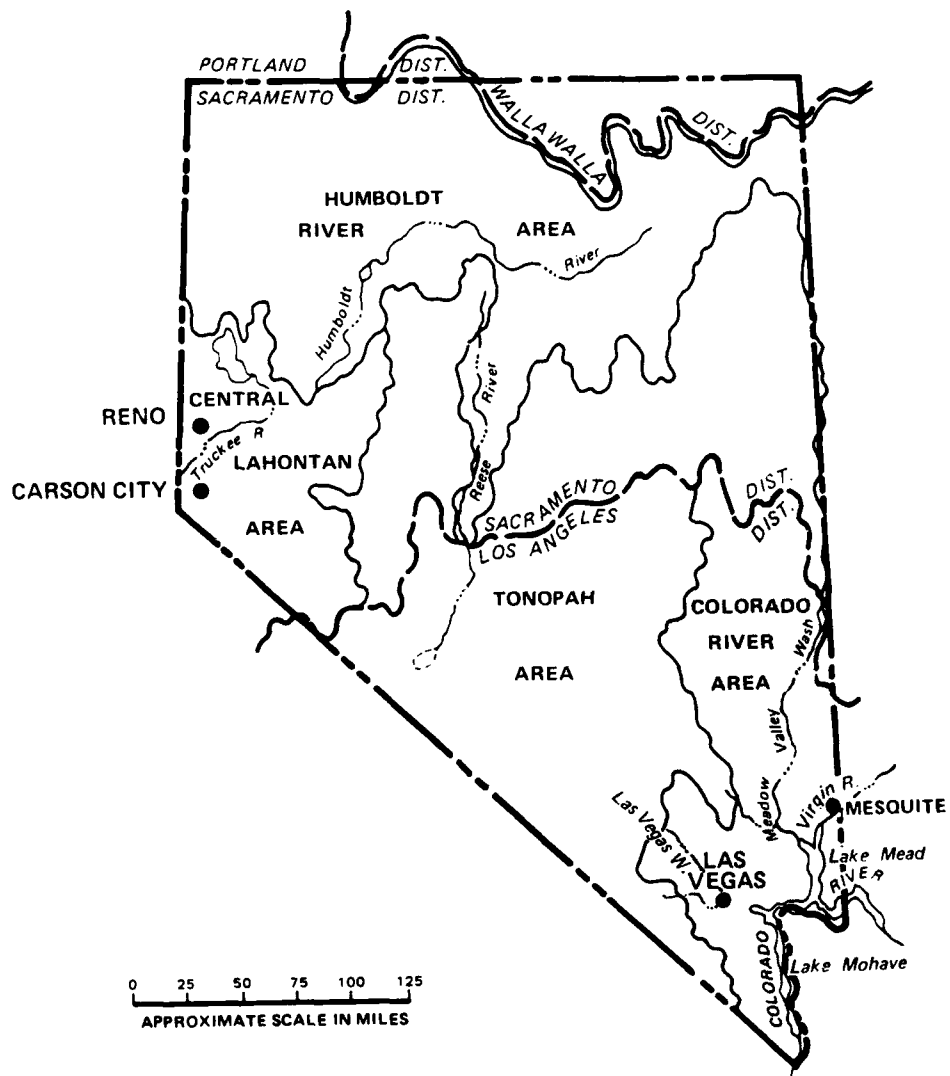 PORTLAND DIST.
SACRAMENTO DIST.
WALLA WALLA DIST.
HUMBOLDT
RIVER AREA
River
Humboldt
CENTRAL
RENO
Truckee R
LAHONTAN
CARSON CITY
AREA
River
Reese
SACRAMENTO DIST.
LOS ANGELES DIST.
TONOPAH
AREA
COLORADO
RIVER
AREA
Meadow Valley Wash
Virgin R.
MESQUITE
Las Vegas W.
LAS
VEGAS
Lake Mead
COLORADO RIVER
Lake Mohave
0 25 50 75 100 125
APPROXIMATE SCALE IN MILES